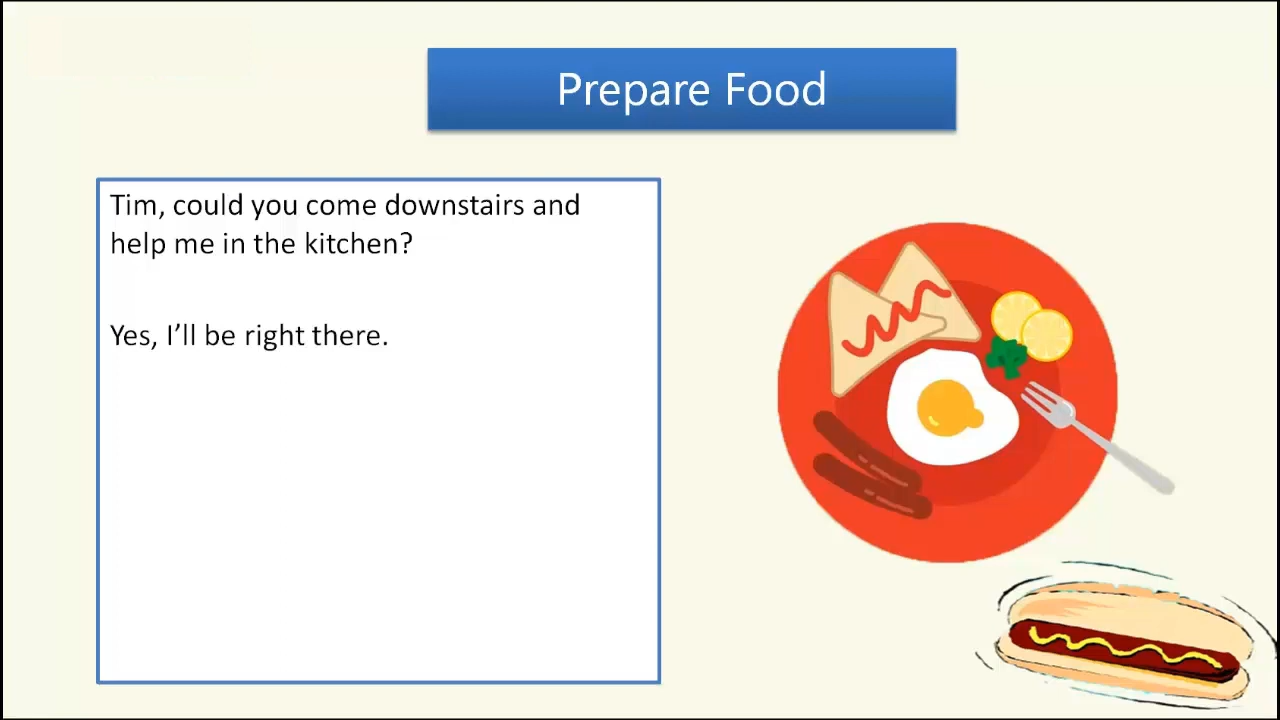 Prepare Food
Tim, could you come downstairs and
help me in the kitchen?
Yes, I’ll be right there.